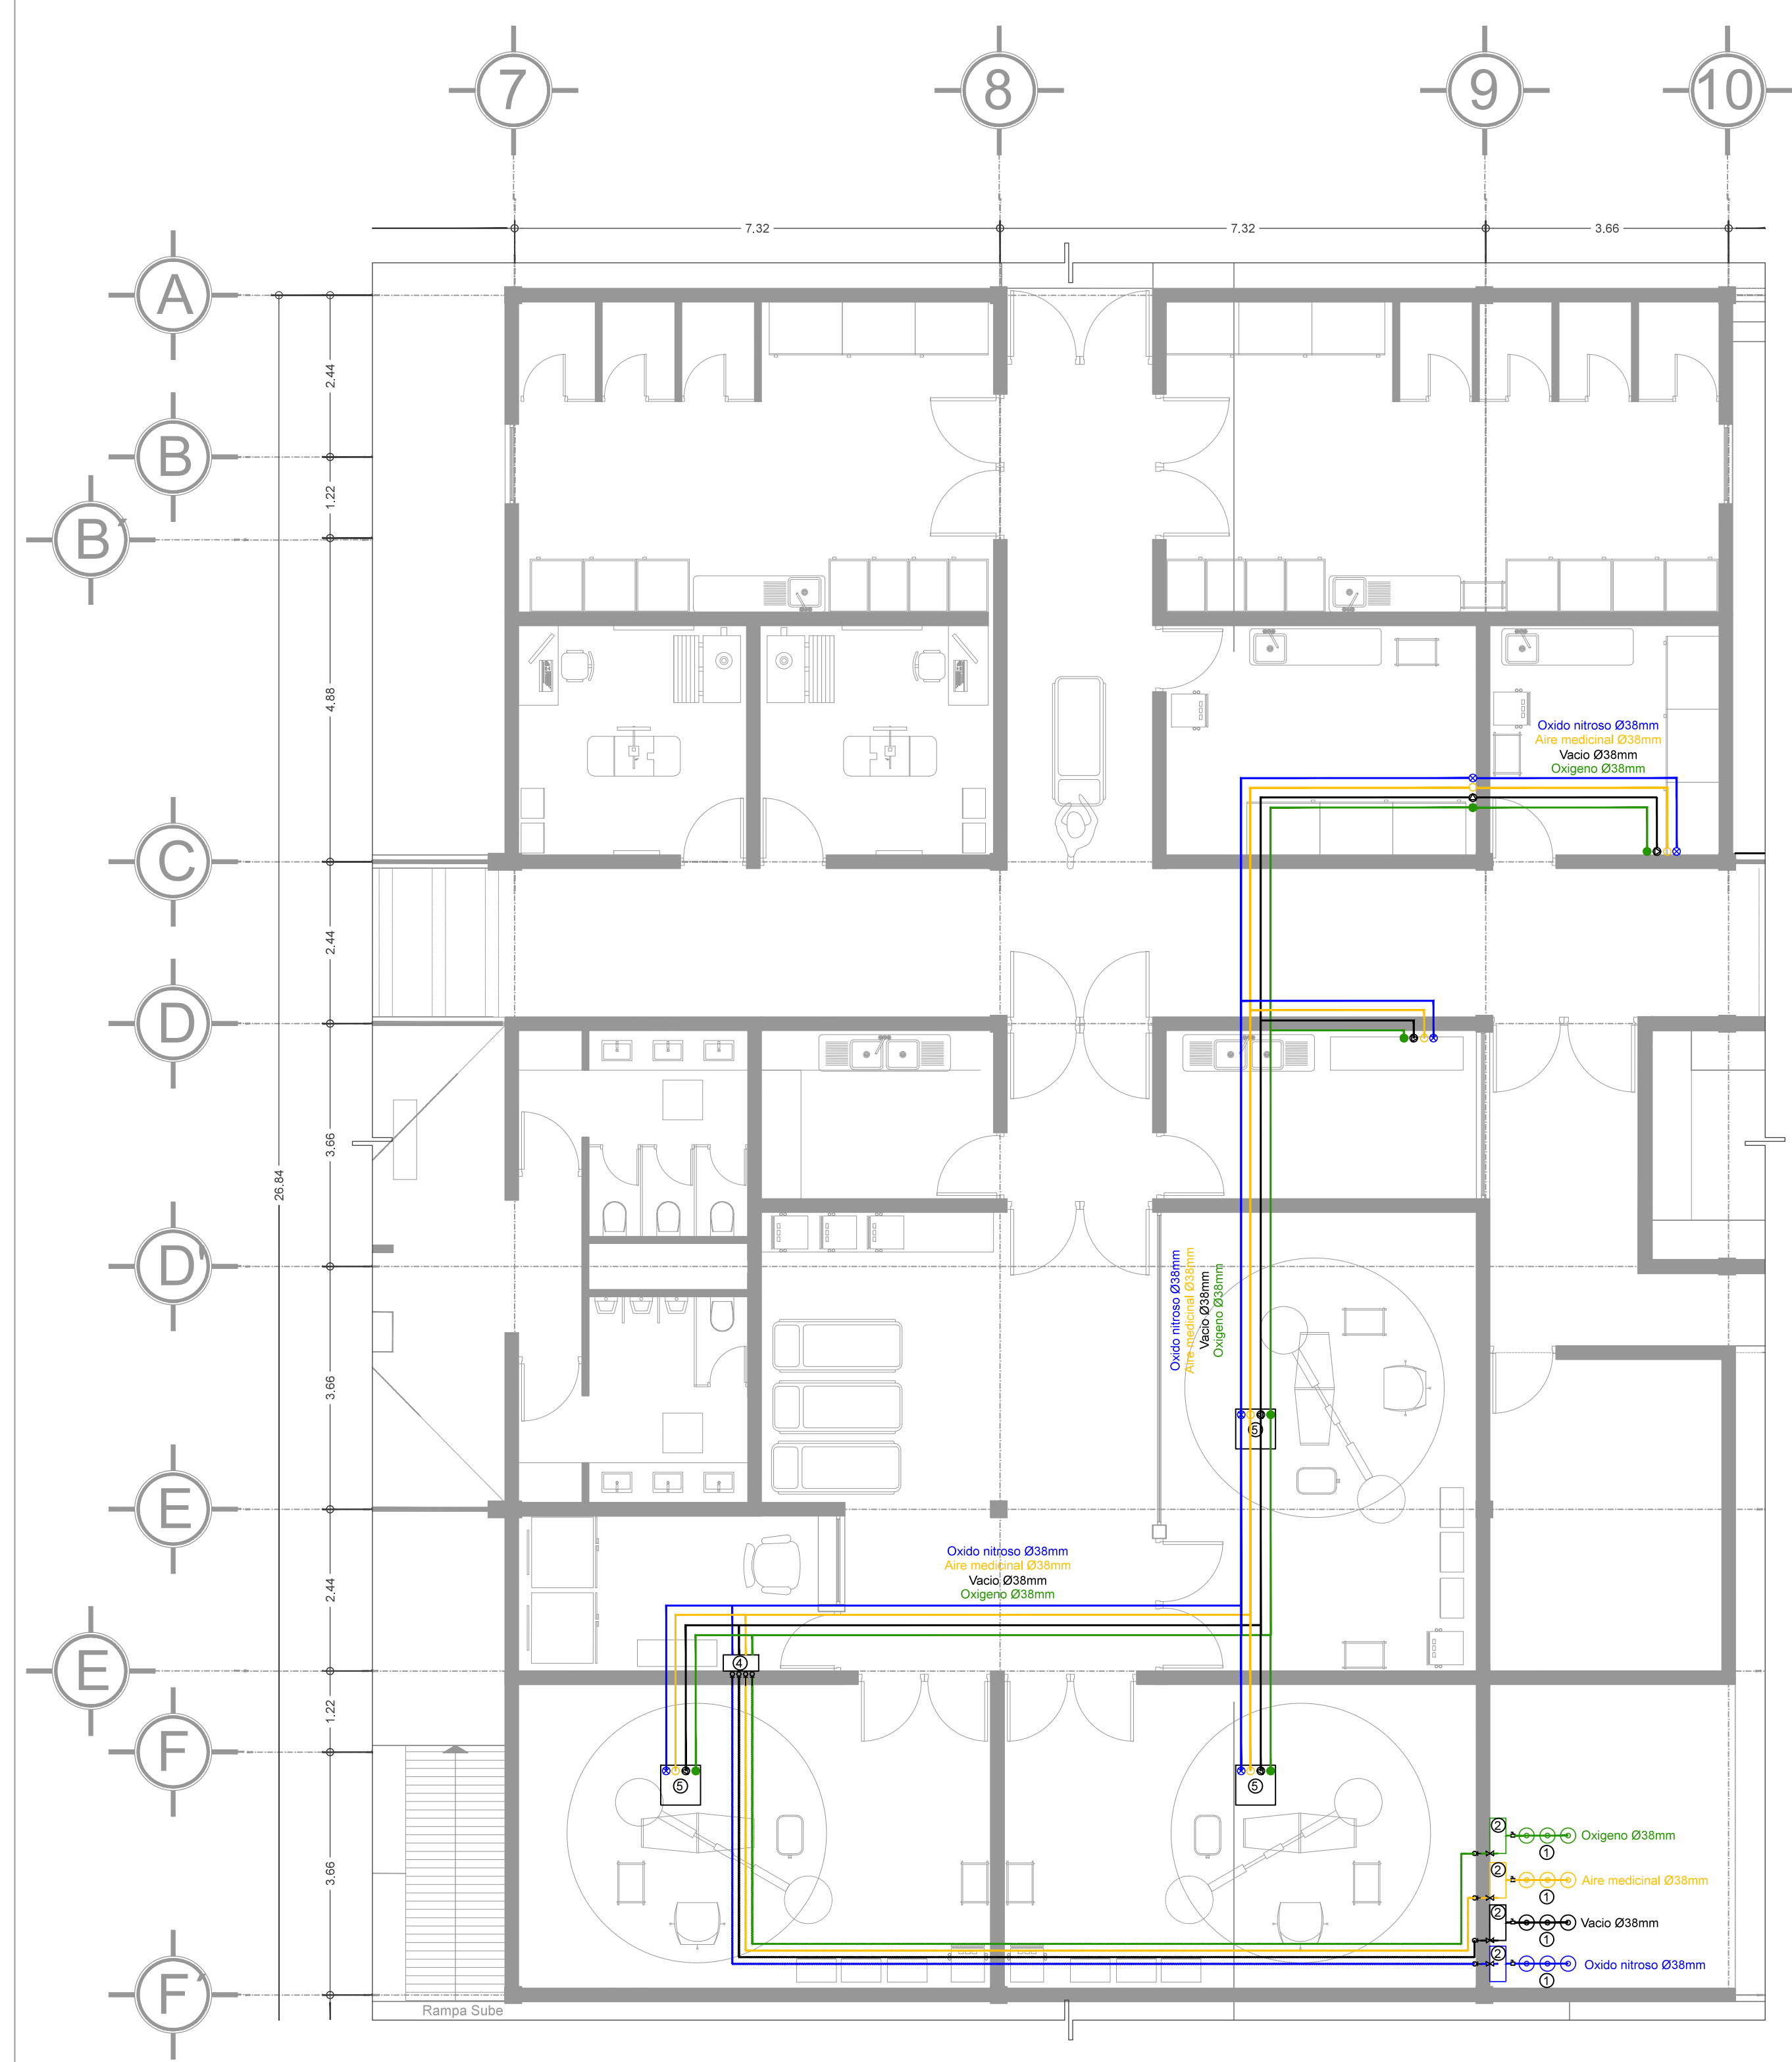 7
8
9
10
7.32
7.32
3.66
A
2.44
B
1.22
B'
4.88
Oxido nitroso Ø38mm
Aire medicinal Ø38mm
Vacio Ø38mm
Oxigeno Ø38mm
C
2.44
D
3.66
26.84
D'
Oxido nitroso Ø38mm
Aire medicinal Ø38mm
Vacio Ø38mm
Oxigeno Ø38mm
3.66
5
E
Oxido nitroso Ø38mm
Aire medicinal Ø38mm
Vacio Ø38mm
Oxigeno Ø38mm
2.44
4
E
1.22
F
5
5
3.66
2
Oxigeno Ø38mm
1
2
Aire medicinal Ø38mm
1
2
Vacio Ø38mm
1
2
Oxido nitroso Ø38mm
1
F'
Rampa Sube